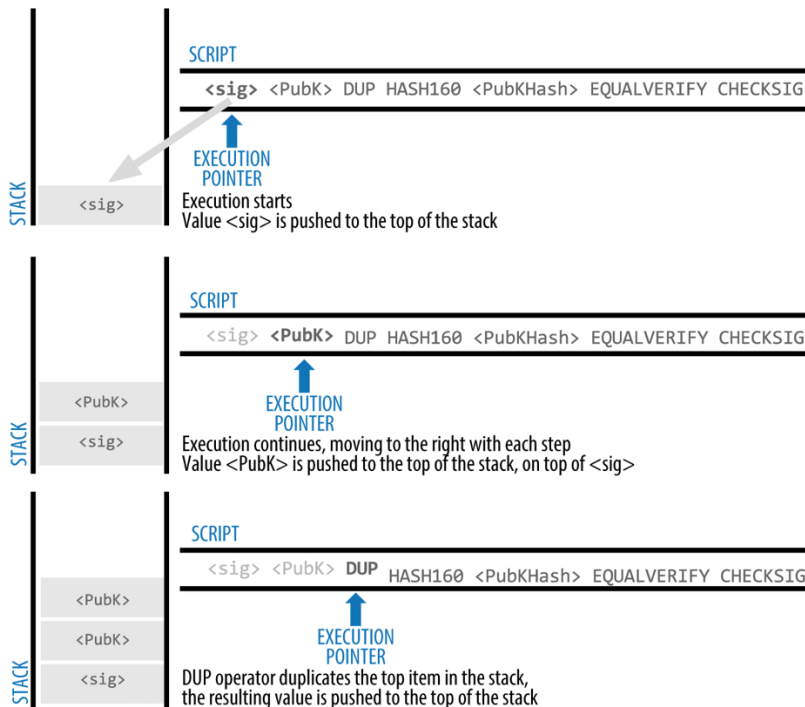 SCRIPT
<sig> <PubK> DUP HASH160 <PubKHash> EQUALVERIFY CHECKSIG
EXECUTION
POINTER
STACK
<sig>
Execution starts
Value <sig> is pushed to the top of the stack
SCRIPT
<sig> <PubK> DUP HASH160 <PubKHash> EQUALVERIFY CHECKSIG
EXECUTION
POINTER
STACK
<PubK>
<sig>
Execution continues, moving to the right with each step
Value <PubK> is pushed to the top of the stack, on top of <sig>
SCRIPT
<sig> <PubK> DUP HASH160 <PubKHash> EQUALVERIFY CHECKSIG
EXECUTION
POINTER
STACK
<PubK>
<PubK>
<sig>
DUP operator duplicates the top item in the stack,
the resulting value is pushed to the top of the stack